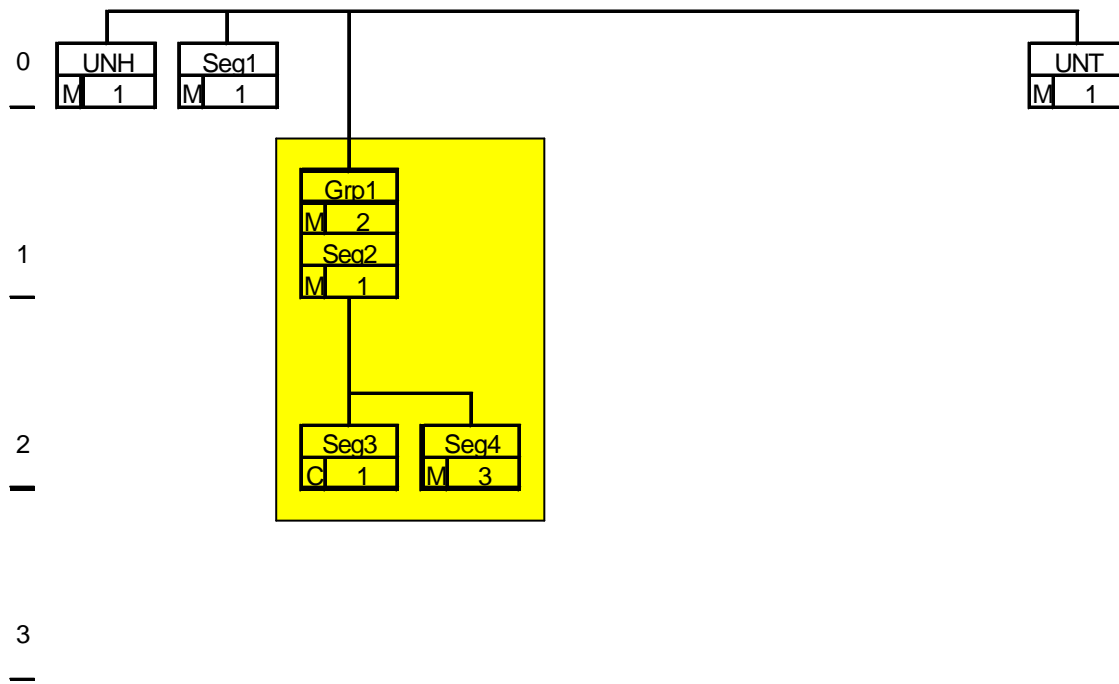 0 UNH Seg1 UNT
M 1 M 1 M 1
Grp1
M 2
1 Seg2
M 1
2 Seg3 Seg4
C 1 M 3
3